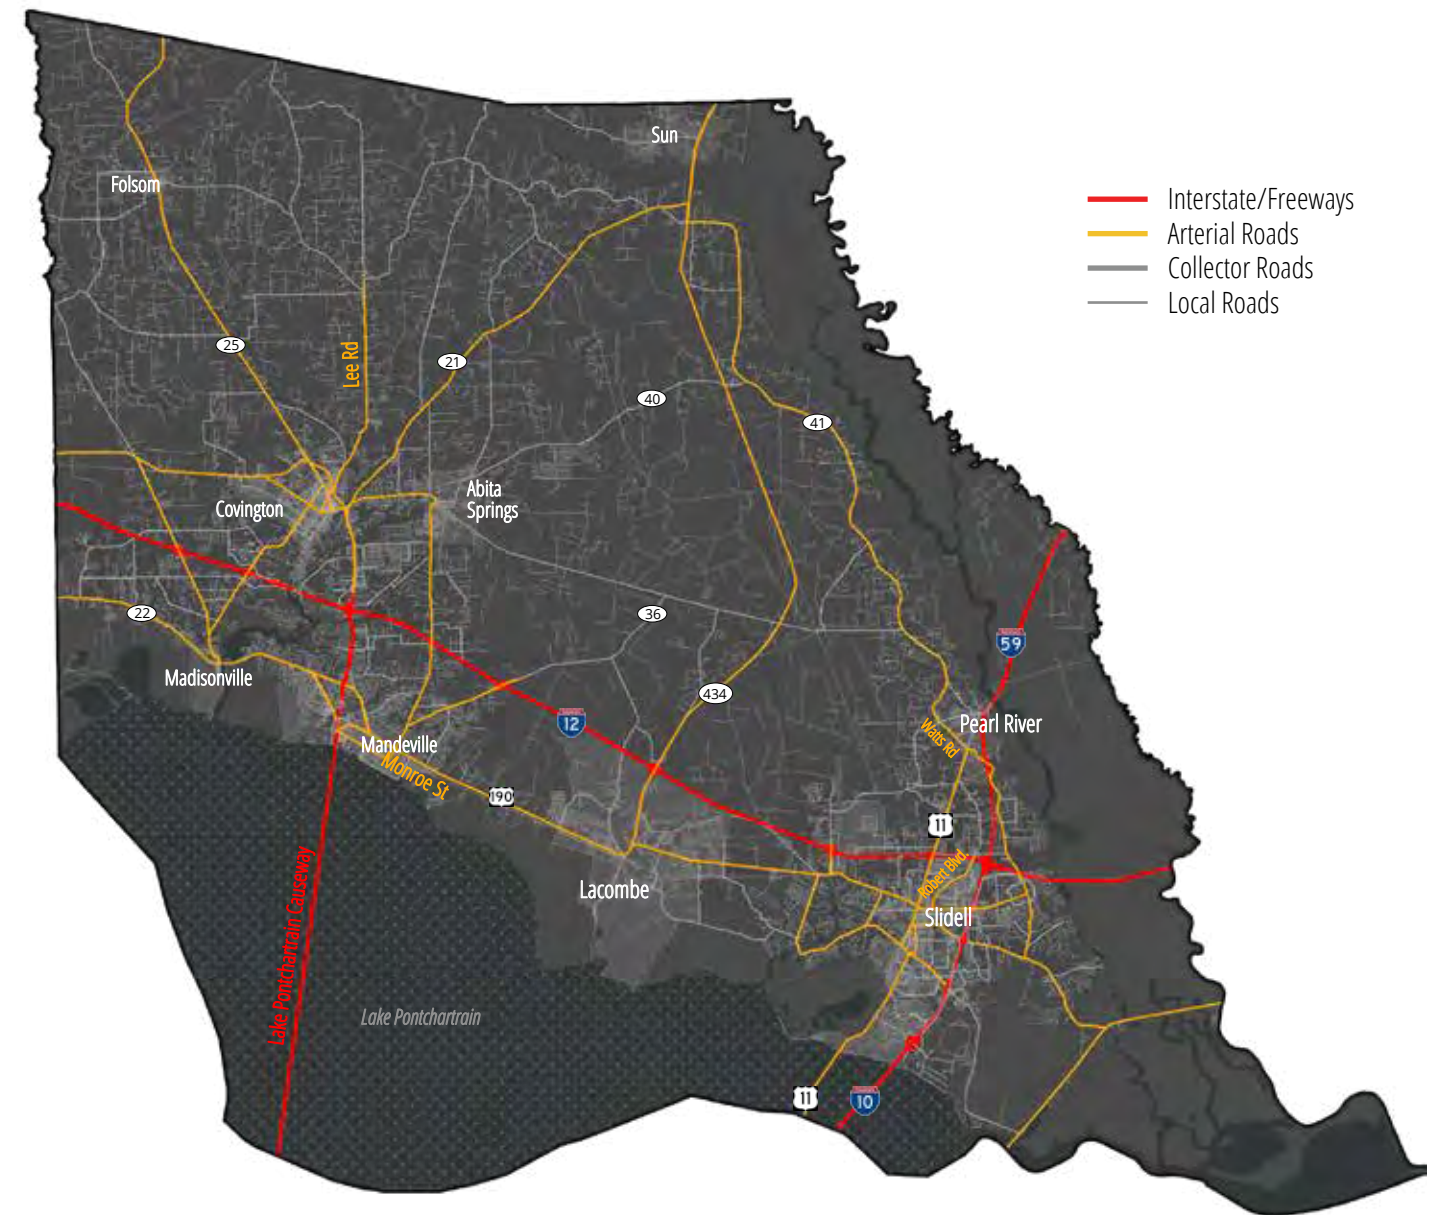 Sun
Folsom
Interstate/Freeways
Arterial Roads
Collector Roads
Local Roads
25
Lee Rd
21
40
41
Covington
Abita
Springs
22
36
59
Madisonville
434
12
Pearl River
Watts Rd
Mandeville
Monroe St
190
11
Robert Blvd.
Lacombe
Slidell
Lake Pontchartrain Causeway
Lake Pontchartrain
11
10